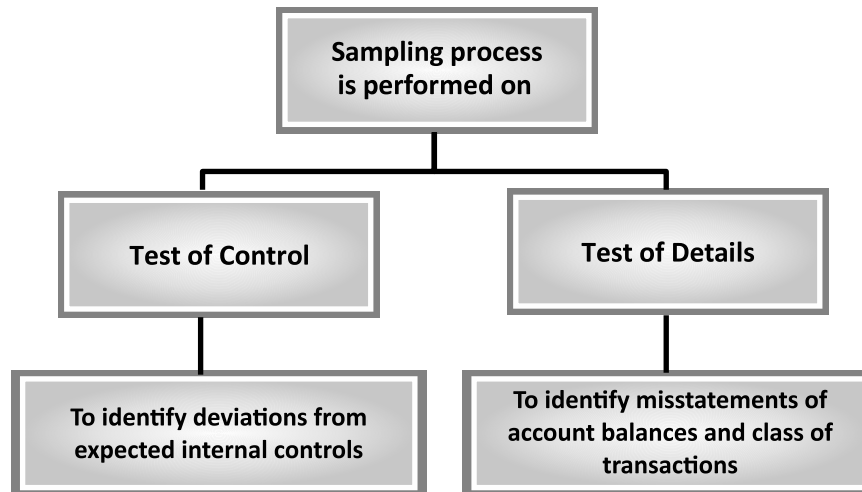 Sampling process
is performed on
Test of Control
Test of Details
To identify deviations from
expected internal controls
To identify misstatements of
account balances and class of
transactions